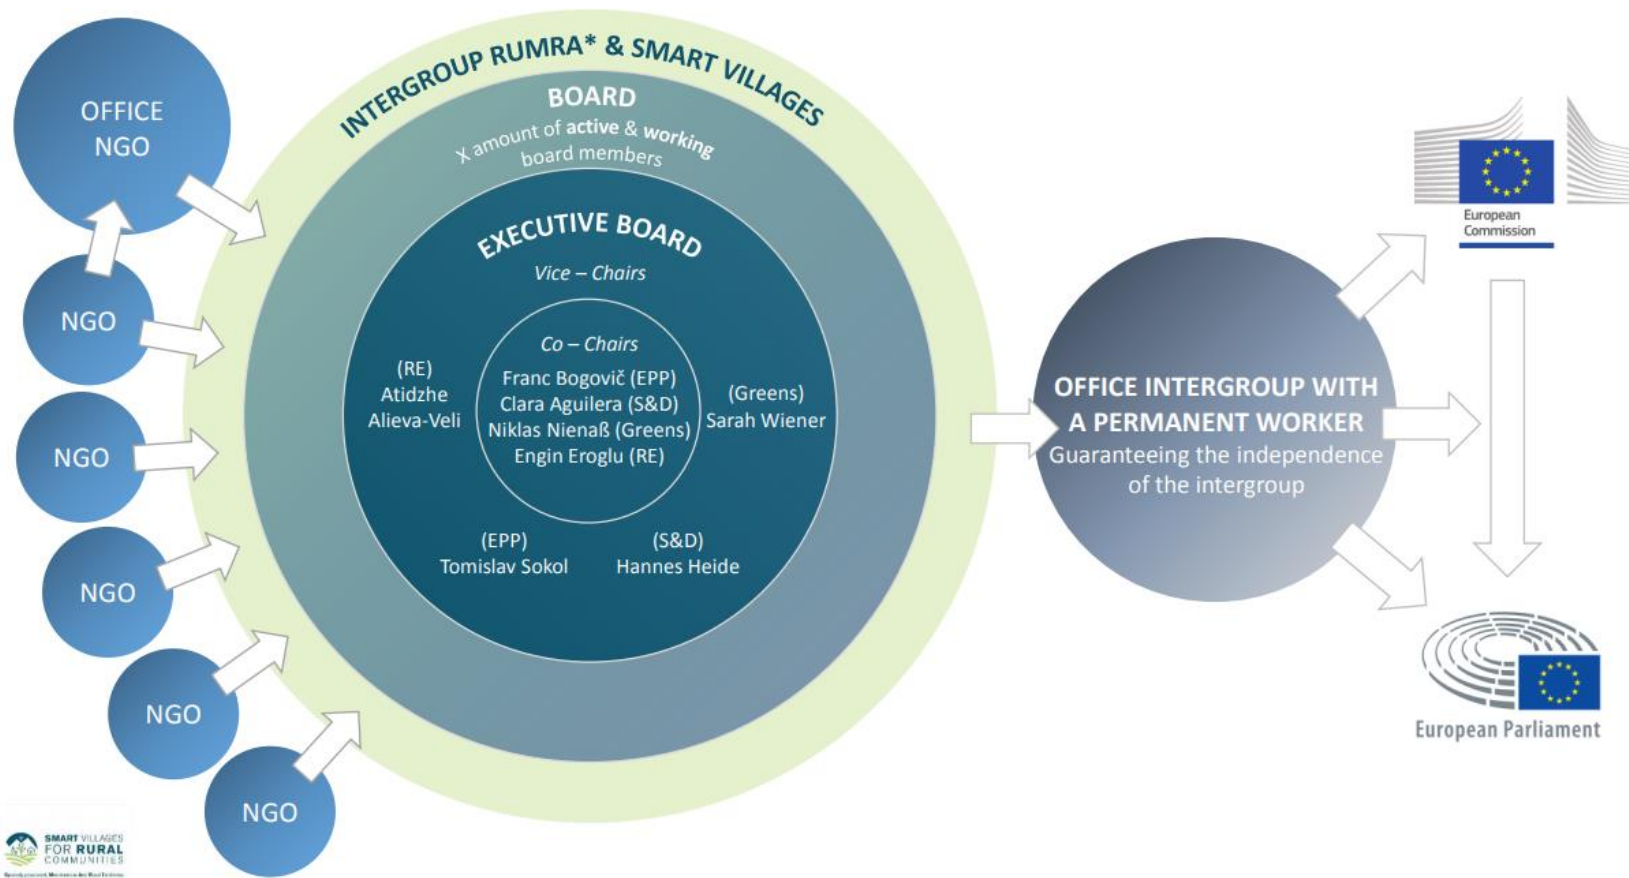 OFFICE
NGO
NGO
NGO
NGO
NGO
NGO
INTERGROUP RUMRA* & SMART VILLAGES
BOARD
X amount of active & working
board members
EXECUTIVE BOARD
Vice – Chairs
Co – Chairs
Franc Bogovič (EPP)
Clara Aguilera (S&D)
Niklas Nienaß (Greens)
Engin Eroglu (RE)
(RE)
Atidzhe
Alieva-Veli
(Greens)
Sarah Wiener
(EPP)
Tomislav Sokol
(S&D)
Hannes Heide
OFFICE INTERGROUP WITH
A PERMANENT WORKER
Guaranteeing the independence
of the intergroup
European
Commission
European Parliament
SMART VILLAGES
FOR RURAL
COMMUNITIES